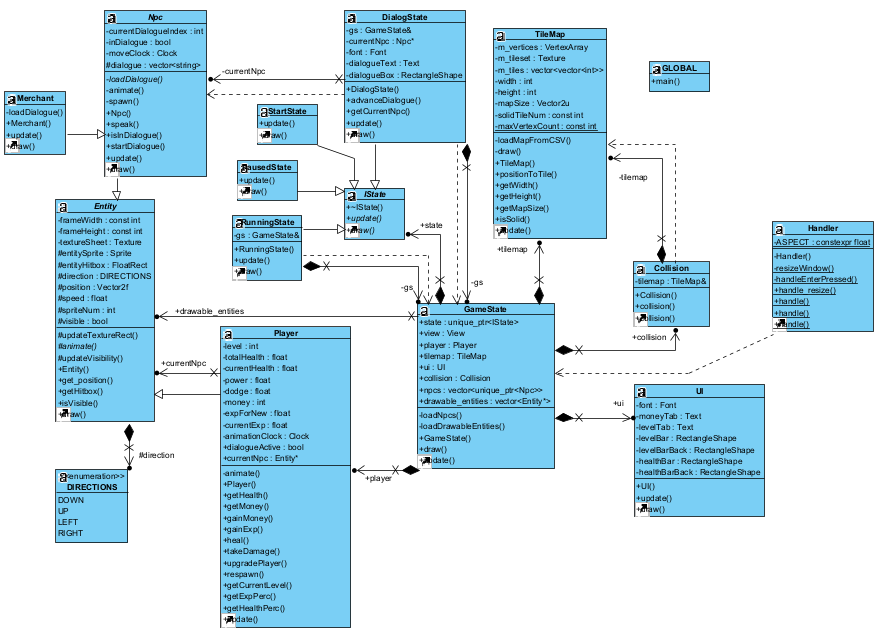 Npc
-currentDialogueIndex : int
-inDialogue : bool
-moveClock : Clock
#dialogue : vector<string>
-loadDialogue()
-animate()
-spawn()
+Npc()
+speak()
+isInDialogue()
+startDialogue()
+update()
+draw()
Merchant
-loadDialogue()
+Merchant()
+update()
+draw()
DialogState
-gs : GameState&
-currentNpc : Npc*
-font : Font
-dialogueText : Text
-dialogueBox : RectangleShape
+DialogState()
+advanceDialogue()
+getCurrentNpc()
+update()
+draw()
-currentNpc
StartState
+update()
+draw()
PausedState
+update()
+draw()
IState
+~IState()
+update()
+draw()
RunningState
-gs : GameState&
+RunningState()
+update()
+draw()
+state
-gs
-gs
TileMap
-m_vertices : VertexArray
-m_tileset : Texture
-m_tiles : vector<vector<int>>
-width : int
-height : int
-mapSize : Vector2u
-solidTileNum : const int
-maxVertexCount : const int
-loadMapFromCSV()
-draw()
+TileMap()
+positionToTile()
+getWidth()
+getHeight()
+getMapSize()
+isSolid()
+update()
+tilemap
-tilemap
GLOBAL
+main()
Handler
-ASPECT : constexpr float
-Handler()
-resizeWindow()
-handleEnterPressed()
+handle_resize()
+handle()
+handle()
+handle()
Collision
-tilemap : TileMap&
+Collision()
+collision()
+collision()
+collision
Entity
-frameWidth : const int
-frameHeight : const int
-textureSheet : Texture
#entitySprite : Sprite
#entityHitbox : FloatRect
#direction : DIRECTIONS
#position : Vector2f
#speed : float
#spriteNum : int
#visible : bool
#updateTextureRect()
#animate()
#updateVisibility()
+Entity()
+get_position()
+getHitbox()
+isVisible()
+draw()
+drawable_entities
+currentNpc
#direction
<<enumeration>>
DIRECTIONS
DOWN
UP
LEFT
RIGHT
Player
-level : int
-totalHealth : float
-currentHealth : float
-power : float
-dodge : float
-money : int
-expForNew : float
-currentExp : float
-animationClock : Clock
+dialogueActive : bool
+currentNpc : Entity*
-animate()
+Player()
+getHealth()
+getMoney()
+gainMoney()
+gainExp()
+heal()
+takeDamage()
+upgradePlayer()
+respawn()
+getCurrentLevel()
+getExpPerc()
+getHealthPerc()
+update()
+player
GameState
+state : unique_ptr<IState>
+view : View
+player : Player
+tilemap : TileMap
+ui : UI
+collision : Collision
+npcs : vector<unique_ptr<Npc>>
+drawable_entities : vector<Entity*>
-loadNpcs()
-loadDrawableEntities()
+GameState()
+draw()
+update()
+ui
UI
-font : Font
-moneyTab : Text
-levelTab : Text
-levelBar : RectangleShape
-levelBarBack : RectangleShape
-healthBar : RectangleShape
-healthBarBack : RectangleShape
+UI()
+update()
+draw()